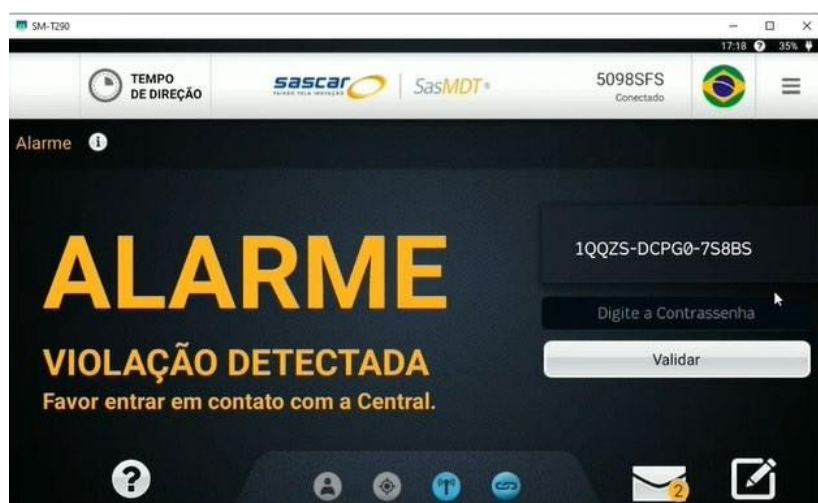 SM-T290
17:18 35%
TEMPO
DE DIREÇÃO
sascar
SasMDT
5098SFS
Conectado
Alarme
ALARME
VIOLAÇÃO DETECTADA
Favor entrar em contato com a Central.
1QQZS-DCPG0-7S8BS
Digite a Contrassenha
Validar
2